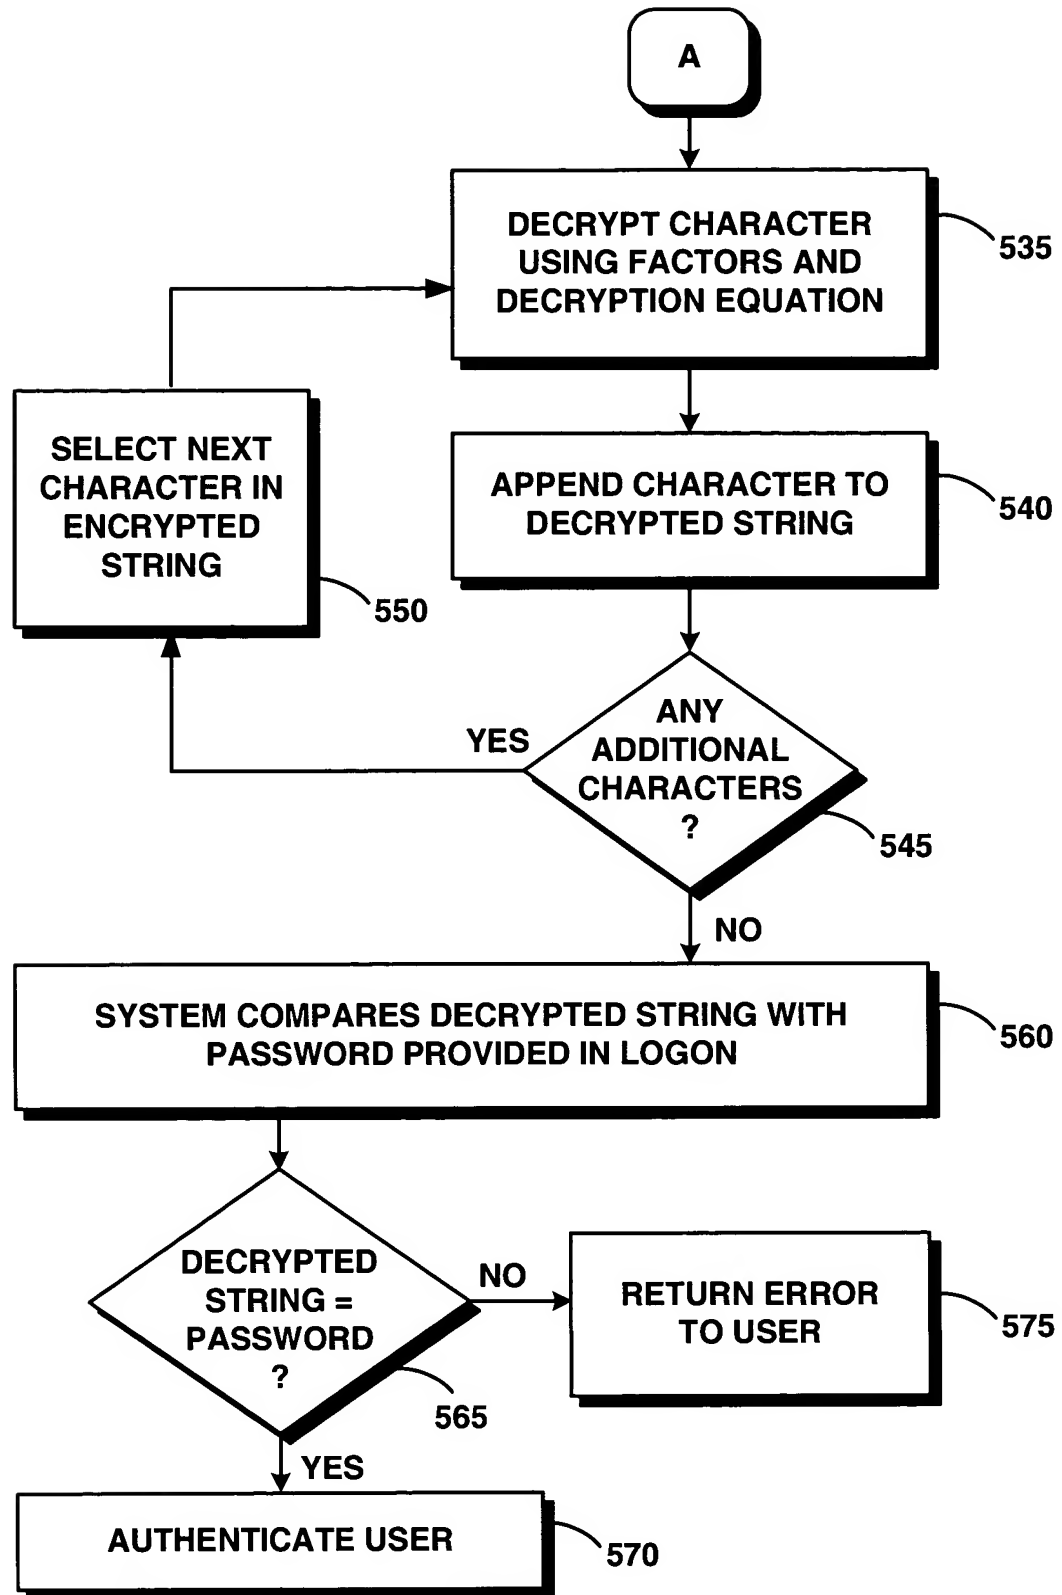 A
DECRYPT CHARACTER
USING FACTORS AND
DECRYPTION EQUATION
535
SELECT NEXT
CHARACTER IN
ENCRYPTED
STRING
550
APPEND CHARACTER TO
DECRYPTED STRING
540
ANY
ADDITIONAL
CHARACTERS
?
545
YES
NO
SYSTEM COMPARES DECRYPTED STRING WITH
PASSWORD PROVIDED IN LOGON
560
DECRYPTED
STRING =
PASSWORD
?
565
NO
RETURN ERROR
TO USER
575
YES
AUTHENTICATE USER
570